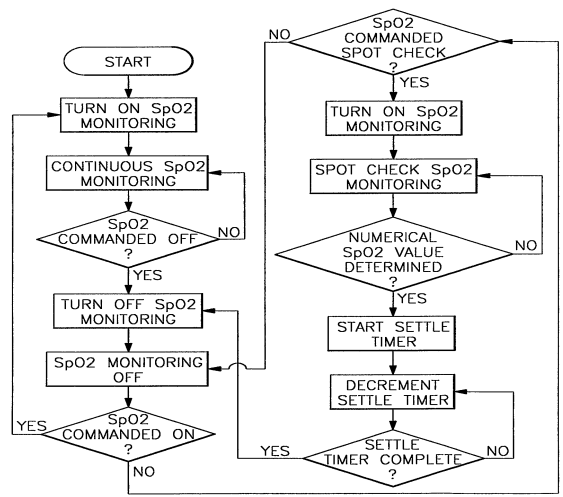 START
TURN ON SpO2
MONITORING
CONTINUOUS SpO2
MONITORING
SpO2
COMMANDED OFF
?
NO
YES
TURN OFF SpO2
MONITORING
SpO2 MONITORING
OFF
SpO2
COMMANDED ON
?
YES
NO
SpO2
COMMANDED
SPOT CHECK
?
NO
YES
TURN ON SpO2
MONITORING
SPOT CHECK SpO2
MONITORING
NUMERICAL
SpO2 VALUE
DETERMINED
?
NO
YES
START SETTLE
TIMER
DECREMENT
SETTLE TIMER
SETTLE
TIMER COMPLETE
?
YES
NO